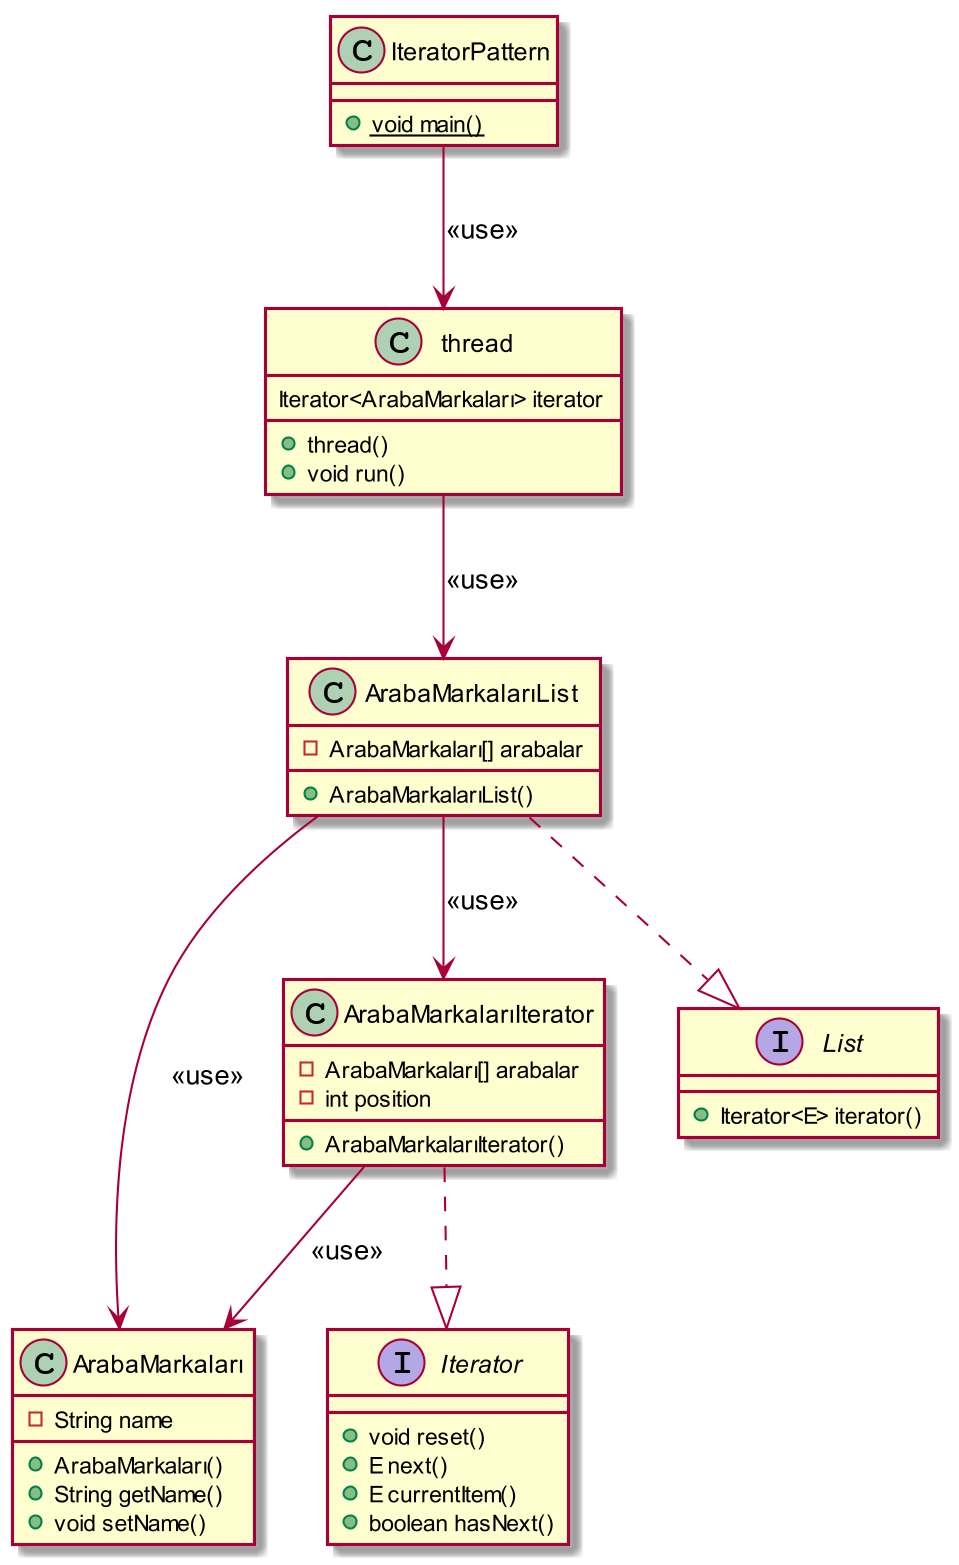 C IteratorPattern
void main()
«use»
C thread
Iterator<ArabaMarkaları> iterator
thread()
void run()
«use»
C ArabaMarkalarıList
ArabaMarkaları[] arabalar
ArabaMarkalarıList()
«use»
C ArabaMarkalarıIterator
ArabaMarkaları[] arabalar
int position
ArabaMarkalarıIterator()
I List
Iterator<E> iterator()
«use»
«use»
C ArabaMarkaları
String name
ArabaMarkaları()
String getName()
void setName()
I Iterator
void reset()
E next()
E currentItem()
boolean hasNext()